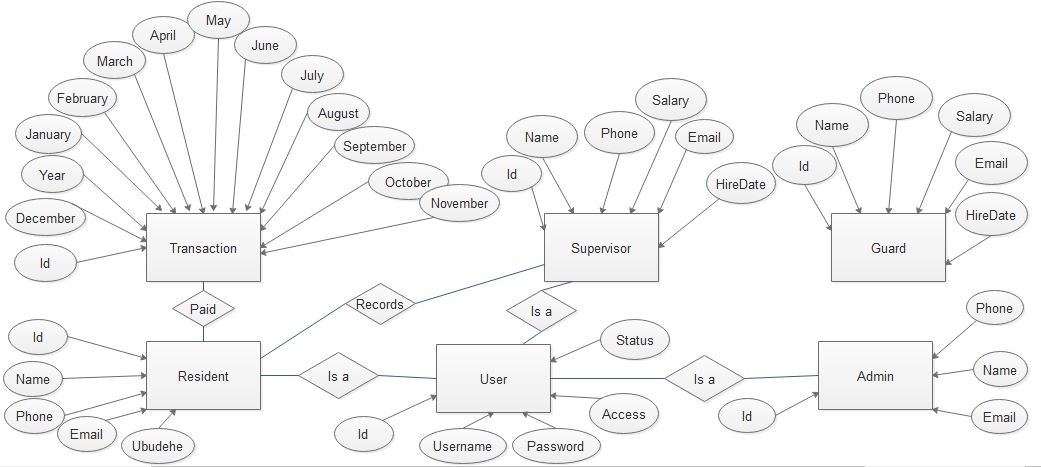 May
April
June
March
July
February
August
January
September
Year
October
December
November
Id
Transaction
Salary
Name
Phone
Email
Id
HireDate
Supervisor
Phone
Salary
Name
Email
Id
HireDate
Guard
Paid
Records
Is a
Id
Name
Phone
Email
Ubudehe
Resident
Is a
Status
User
Id
Username
Password
Access
Is a
Phone
Name
Admin
Id
Email